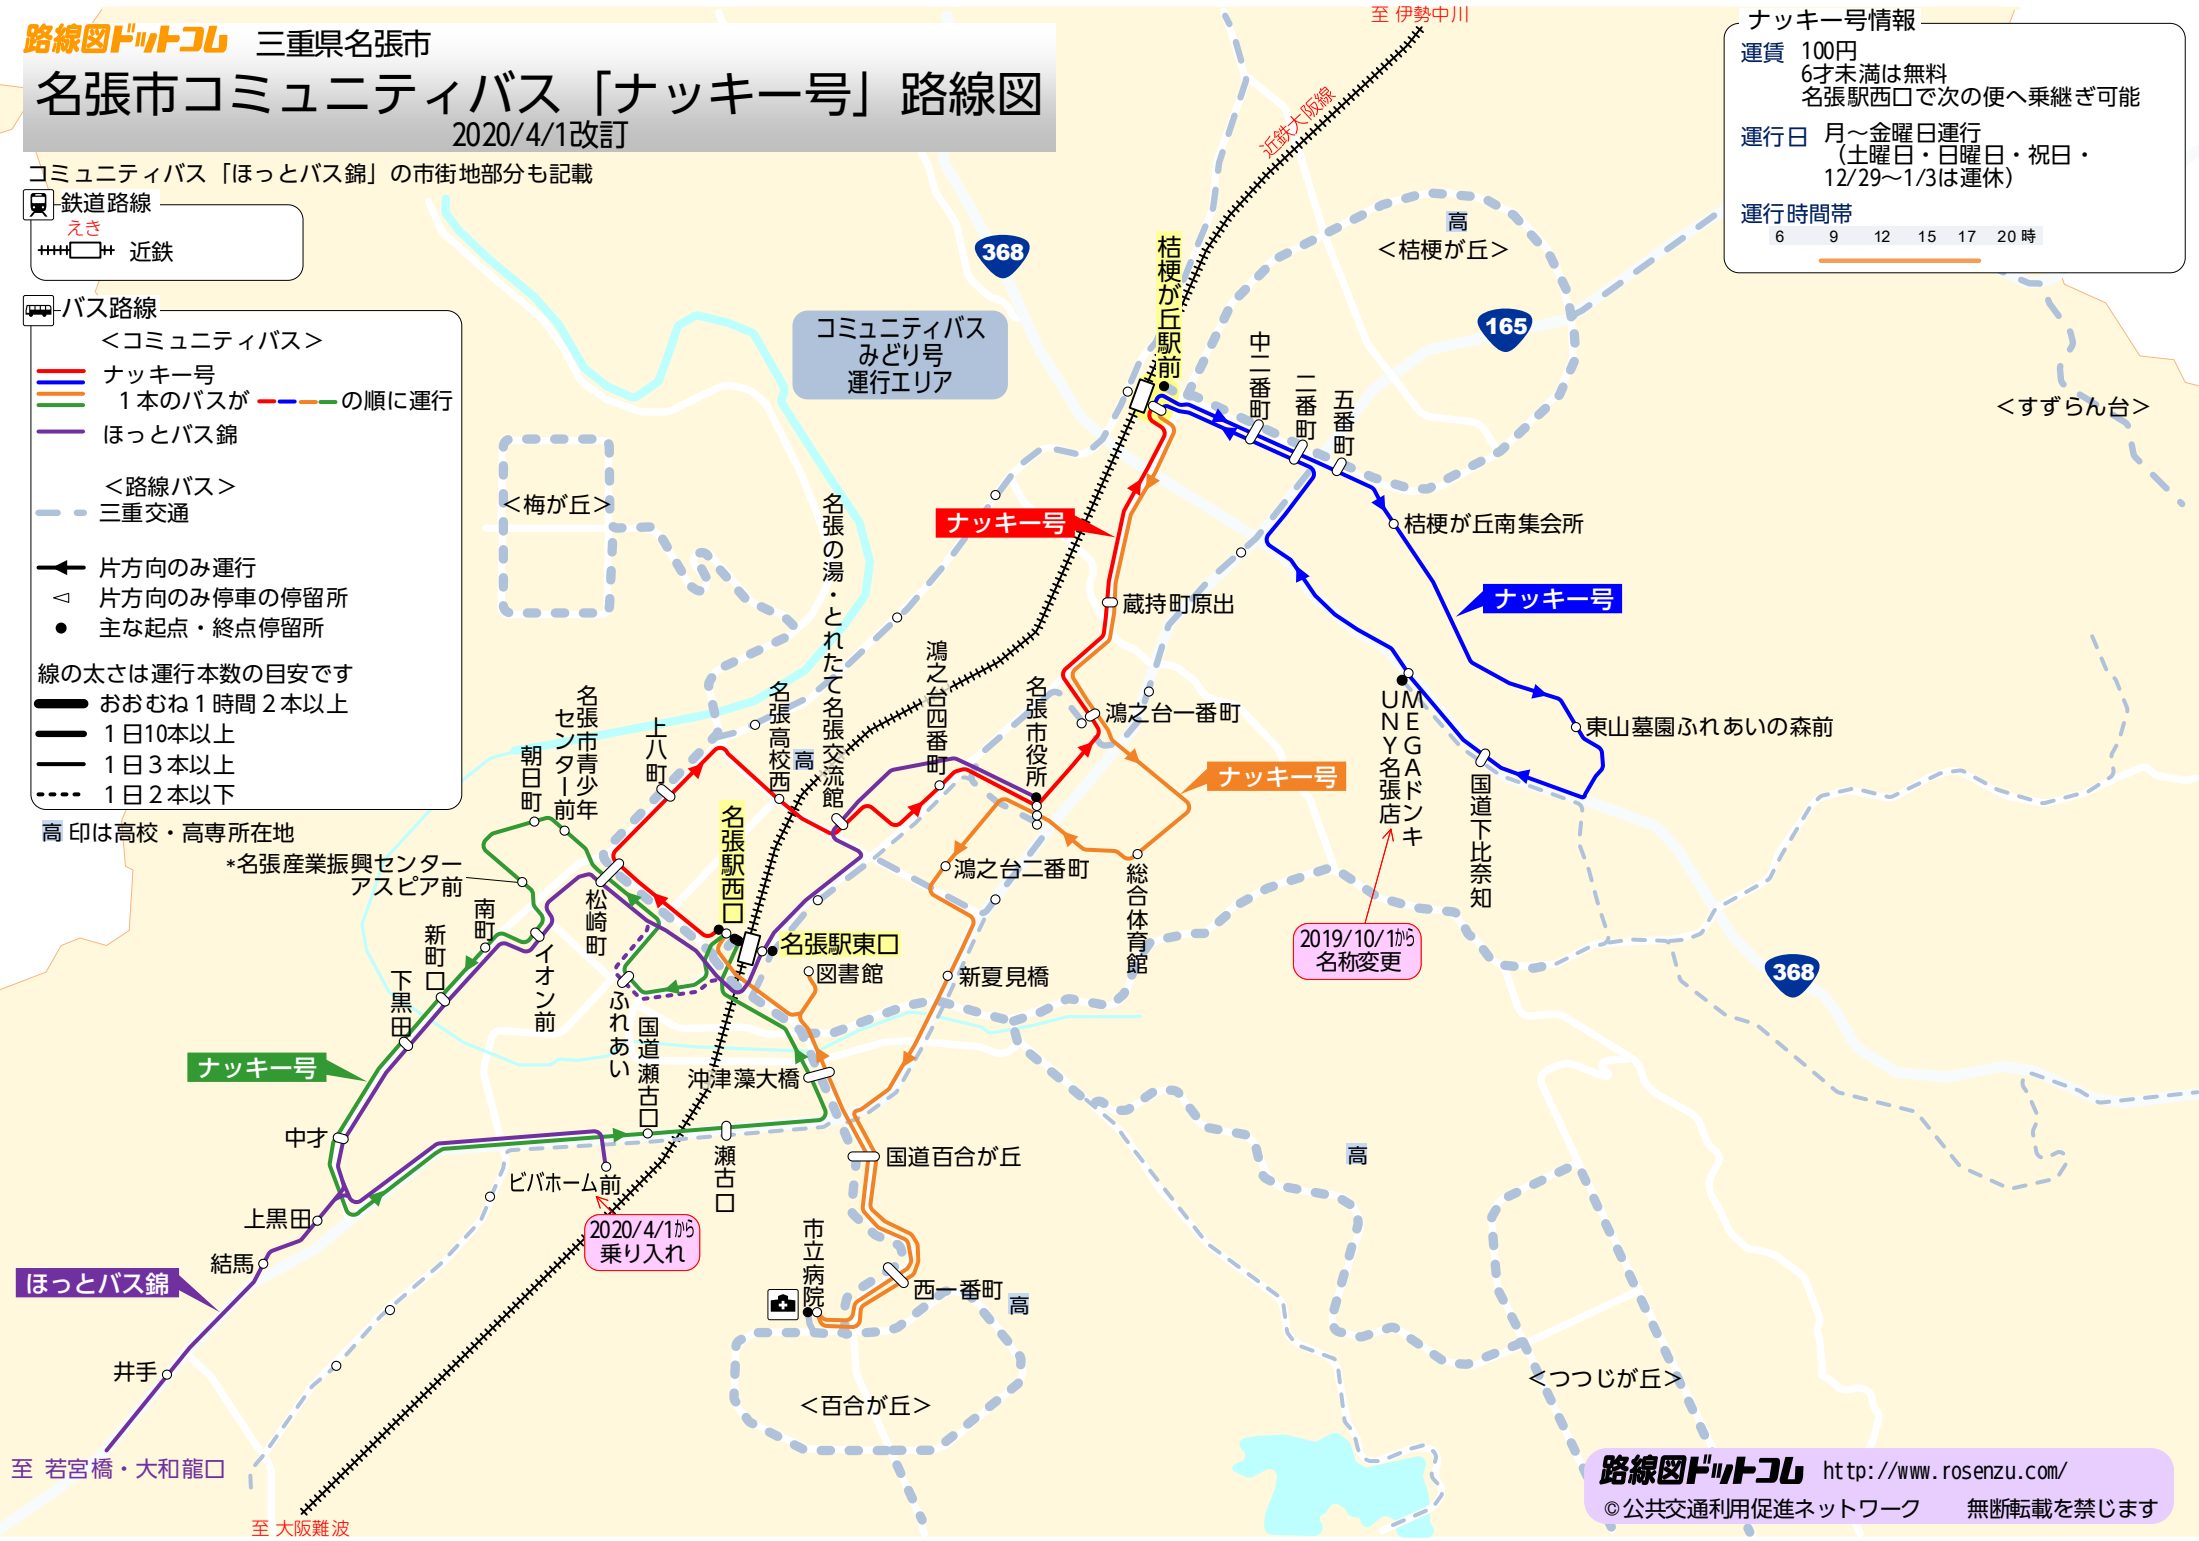 路線図ドットコム 三重県名張市
名張市コミュニティバス「ナッキー号」路線図
2020/4/1改訂
コミュニティバス「ほっとバス錦」の市街地部分も記載
鉄道路線
えき
近鉄
バス路線
＜コミュニティバス＞
ナッキー号
１本のバスが の順に運行
ほっとバス錦
＜路線バス＞
三重交通
片方向のみ運行
片方向のみ停車の停留所
主な起点・終点停留所
線の太さは運行本数の目安です
おおむね１時間２本以上
１日10本以上
１日３本以上
１日２本以下
高 印は高校・高専所在地
ナッキー号情報
運賃 100円
6才未満は無料
名張駅西口で次の便へ乗継ぎ可能
運行日 月～金曜日運行
（土曜日・日曜日・祝日・
12/29～1/3は運休）
運行時間帯
6 9 12 15 17 20 時
至 伊勢中川
近鉄大阪線
368
165
高
＜桔梗が丘＞
コミュニティバス
みどり号
運行エリア
桔梗が丘駅前
中二番町
二番町
五番町
＜すずらん台＞
＜梅が丘＞
ナッキー号
桔梗が丘南集会所
ナッキー号
蔵持町原出
名張の湯・とれたて名張交流館
鴻之台四番町
名張市役所
鴻之台一番町
MEGAドンキ
UNY名張店
東山墓園ふれあいの森前
国道下比奈知
ナッキー号
名張高校西
高
上八町
名張市青少年
センター前
朝日町
*名張産業振興センター
アスピア前
名張駅西口
鴻之台二番町
総合体育館
2019/10/1から
名称変更
368
南町
新町口
下黒田
松崎町
イオン前
名張駅東口
図書館
新夏見橋
ふれあい
国道瀬古口
沖津藻大橋
ナッキー号
中才
瀬古口
国道百合が丘
ビバホーム前
2020/4/1から
乗り入れ
高
上黒田
結馬
ほっとバス錦
市立病院
西一番町
高
井手
＜百合が丘＞
＜つつじが丘＞
至 若宮橋・大和龍口
至 大阪難波
路線図ドットコム http://www.rosenzu.com/
©公共交通利用促進ネットワーク 無断転載を禁じます